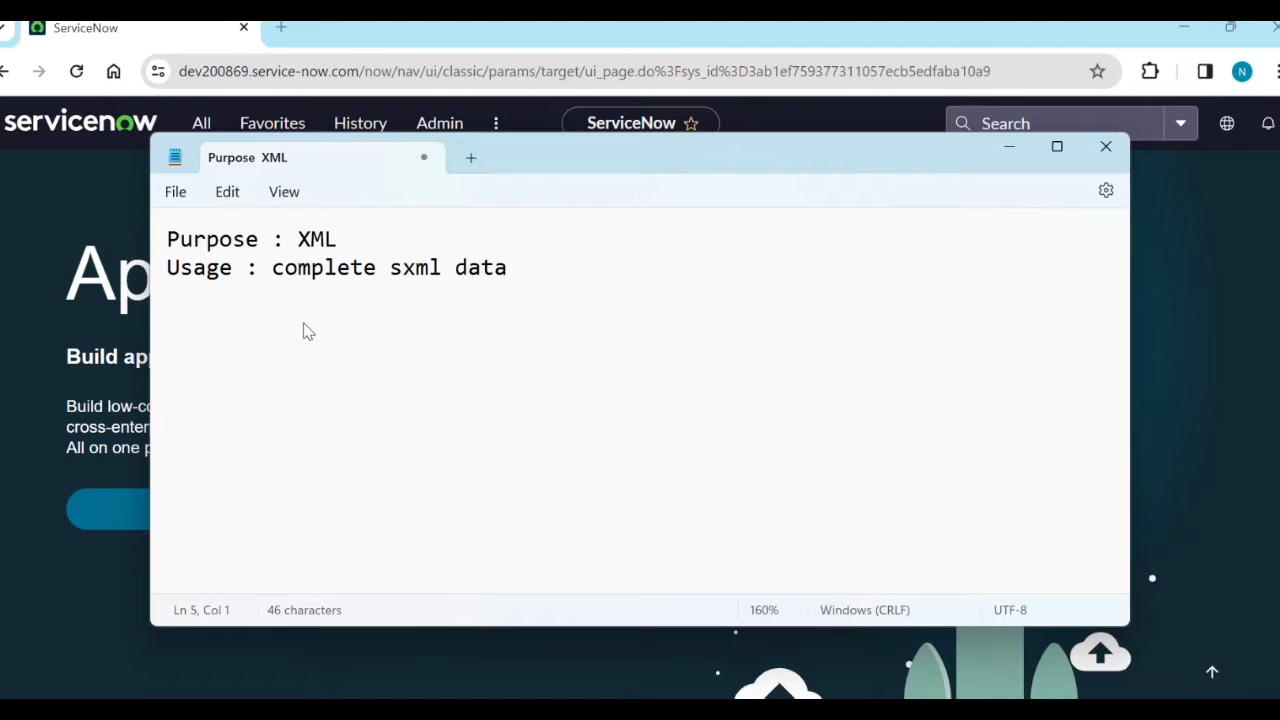 ServiceNow
dev200869.service-now.com/now/nav/ui/classic/params/target/ui_page.do%3Fsys_id%3D3ab1ef759377311057ecb5edfaba10a9
N
servicenow
All
Favorites
History
Admin
ServiceNow
Search
Purpose XML
File
Edit
View
Purpose : XML
Usage : complete sxml data
Ap
Build ap
Build low-c
cross-enter
All on one p
Ln 5, Col 1
46 characters
160%
Windows (CRLF)
UTF-8